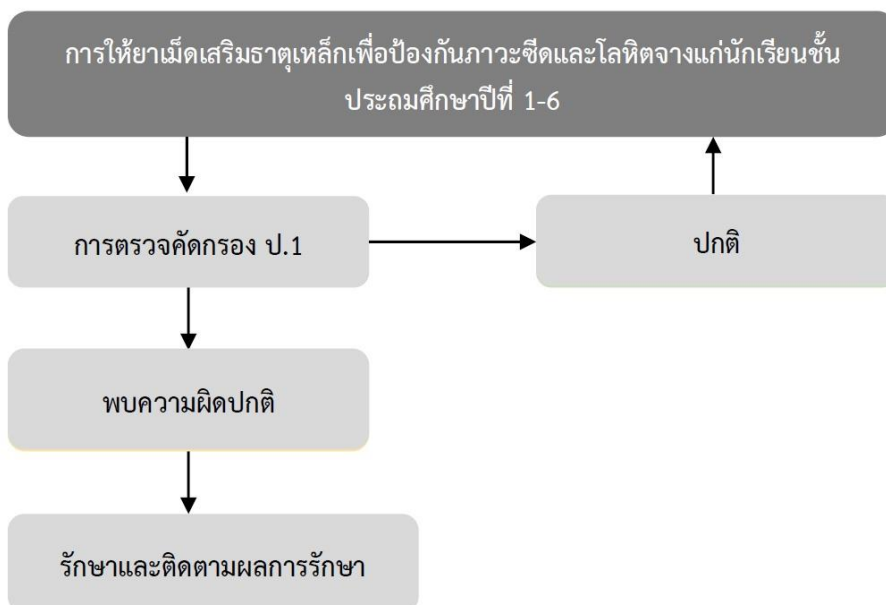 การให้ยาเม็ดเสริมธาตุเหล็กเพื่อป้องกันภาวะซีดและโลหิตจางแก่นักเรียนชั้น
ประถมศึกษาปีที่ 1-6
การตรวจคัดกรอง ป.1
ปกติ
พบความผิดปกติ
รักษาและติดตามผลการรักษา